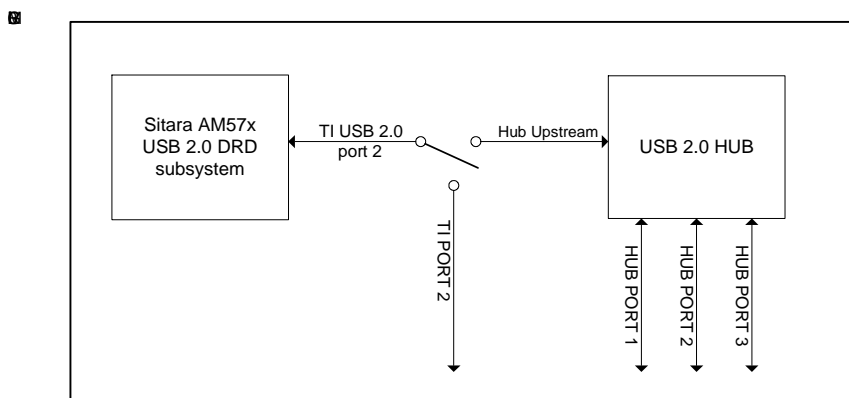 Sitara AM57x
USB 2.0 DRD
subsystem
TI USB 2.0
port 2
Hub Upstream
USB 2.0 HUB
TI PORT 2
HUB PORT 1
HUB PORT 2
HUB PORT 3